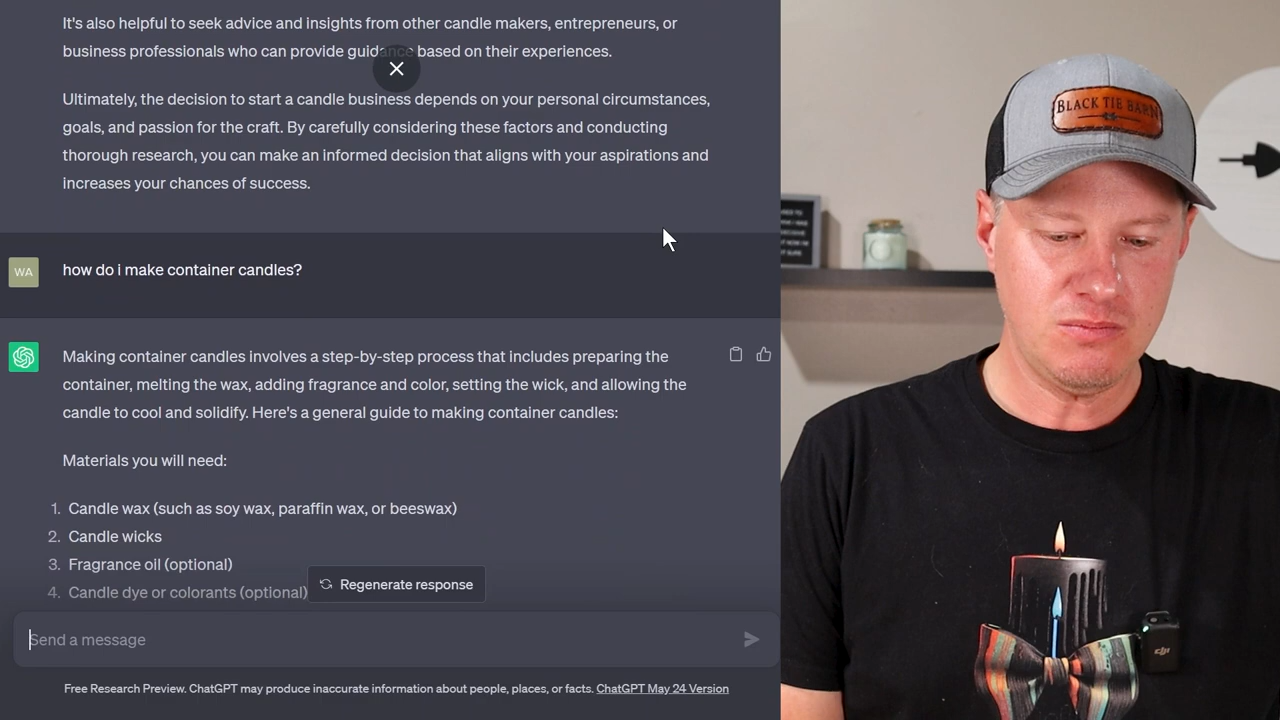 It's also helpful to seek advice and insights from other candle makers, entrepreneurs, or
business professionals who can provide guidance based on their experiences.
Ultimately, the decision to start a candle business depends on your personal circumstances,
goals, and passion for the craft. By carefully considering these factors and conducting
thorough research, you can make an informed decision that aligns with your aspirations and
increases your chances of success.
WA
how do i make container candles?
Making container candles involves a step-by-step process that includes preparing the
container, melting the wax, adding fragrance and color, setting the wick, and allowing the
candle to cool and solidify. Here's a general guide to making container candles:
Materials you will need:
1. Candle wax (such as soy wax, paraffin wax, or beeswax)
2. Candle wicks
3. Fragrance oil (optional)
4. Candle dye or colorants (optional)
Regenerate response
Send a message
Free Research Preview. ChatGPT may produce inaccurate information about people, places, or facts. ChatGPT May 24 Version
BLACK TIE BARN
dji